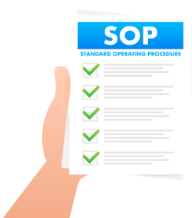 SOP
STANDARD OPERATING PROCEDURE